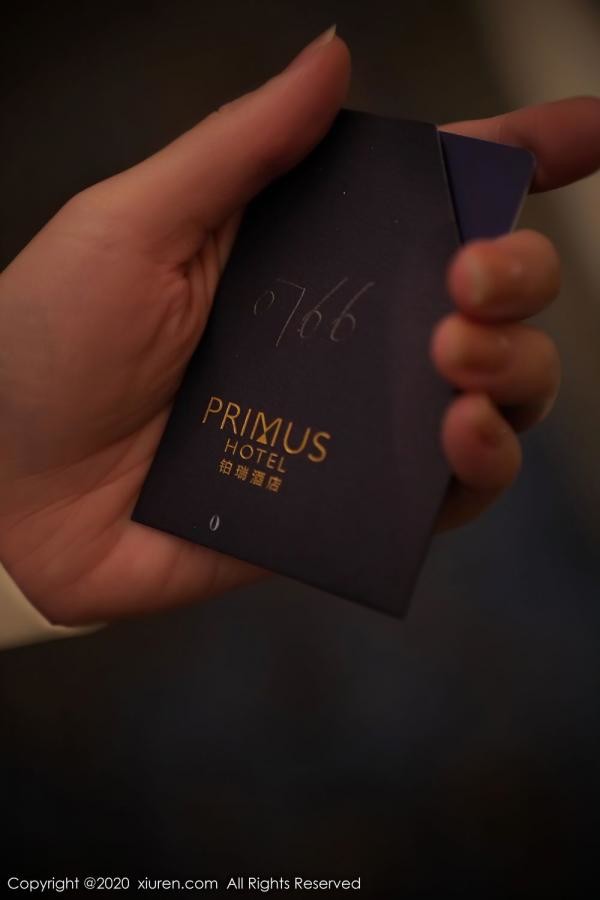 0766
PRIMUS
HOTEL
铂瑞酒店
0
Copyright @2020 xiuren.com All Rights Reserved